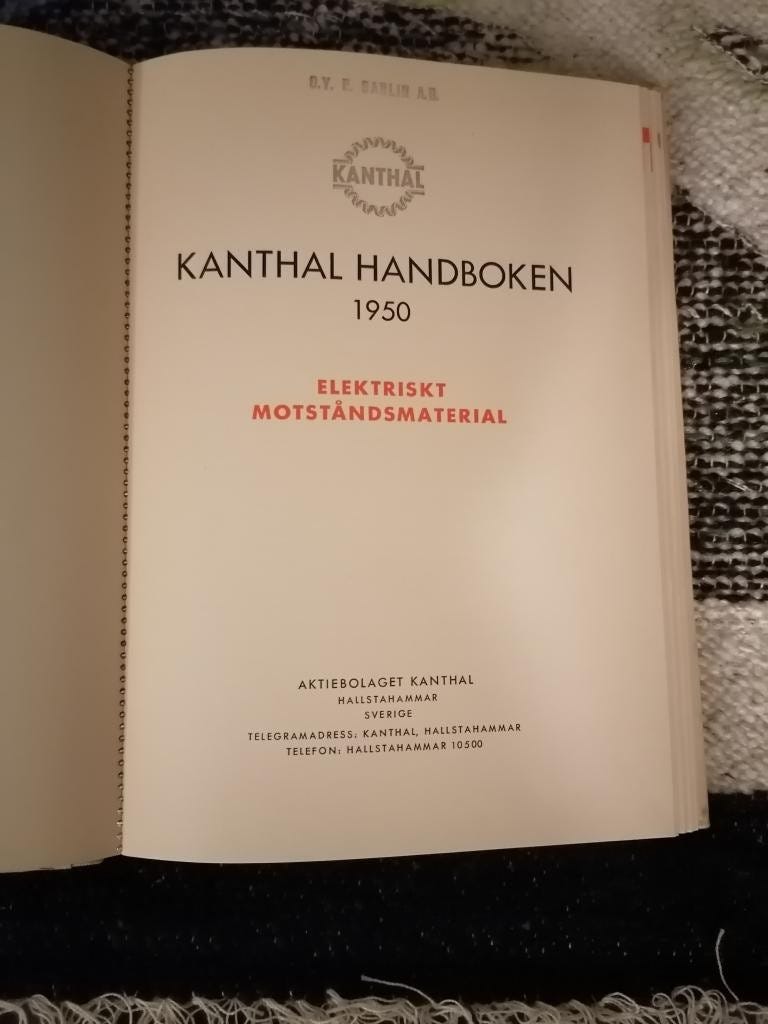 O.Y. E. SARLIN A.B.
KANTHAL
KANTHAL HANDBOKEN
1950
ELEKTRISKT
MOTSTÅNDSMATERIAL
AKTIEBOLAGET KANTHAL
HALLSTAHAMMAR
SVERIGE
TELEGRAMADRESS: KANTHAL, HALLSTAHAMMAR
TELEFON: HALLSTAHAMMAR 10500